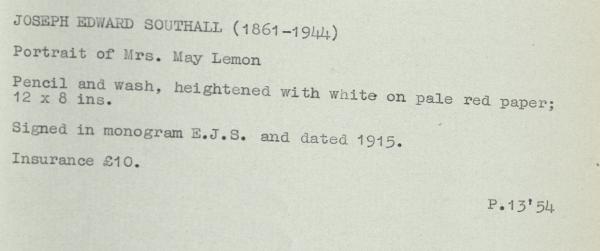 JOSEPH EDWARD SOUTHALL (1861-1944)
Portrait of Mrs. May Lemon
Pencil and wash, heightened with white on pale red paper;
12 x 8 ins.
Signed in monogram E.J.S. and dated 1915.
Insurance £10.
P.13'54